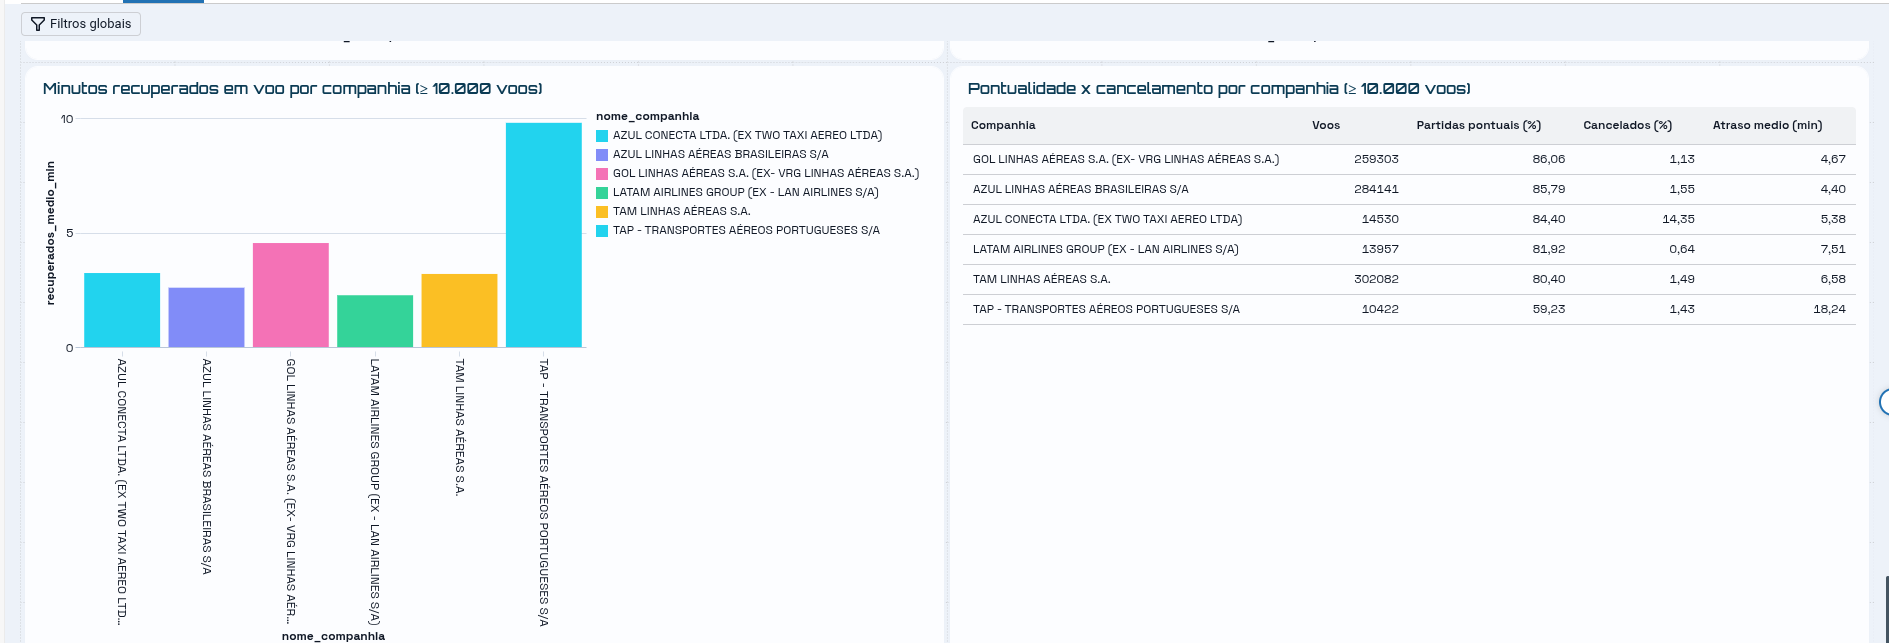 Filtros globais
Minutos recuperados em voo por companhia (≥ 10.000 voos)
10
5
0
recuperados_medio_min
nome_companhia
AZUL CONECTA LTDA. (EX TWO TAXI AEREO LTDA)
AZUL LINHAS AÉREAS BRASILEIRAS S/A
GOL LINHAS AÉREAS S.A. (EX- VRG LINHAS AÉREAS S.A.)
LATAM AIRLINES GROUP (EX - LAN AIRLINES S/A)
TAM LINHAS AÉREAS S.A.
TAP - TRANSPORTES AÉREOS PORTUGUESES S/A
AZUL CONECTA LTDA. (EX TWO TAXI AEREO LTD...
AZUL LINHAS AÉREAS BRASILEIRAS S/A
GOL LINHAS AÉREAS S.A. (EX- VRG LINHAS AÉR...
LATAM AIRLINES GROUP (EX - LAN AIRLINES S/A)
TAM LINHAS AÉREAS S.A.
TAP - TRANSPORTES AÉREOS PORTUGUESES S/A
nome_companhia
Pontualidade x cancelamento por companhia (≥ 10.000 voos)
Companhia Voos Partidas pontuais (%) Cancelados (%) Atraso medio (min)
GOL LINHAS AÉREAS S.A. (EX- VRG LINHAS AÉREAS S.A.) 259303 86,06 1,13 4,67
AZUL LINHAS AÉREAS BRASILEIRAS S/A 284141 85,79 1,55 4,40
AZUL CONECTA LTDA. (EX TWO TAXI AEREO LTDA) 14530 84,40 14,35 5,38
LATAM AIRLINES GROUP (EX - LAN AIRLINES S/A) 13957 81,92 0,64 7,51
TAM LINHAS AÉREAS S.A. 302082 80,40 1,49 6,58
TAP - TRANSPORTES AÉREOS PORTUGUESES S/A 10422 59,23 1,43 18,24